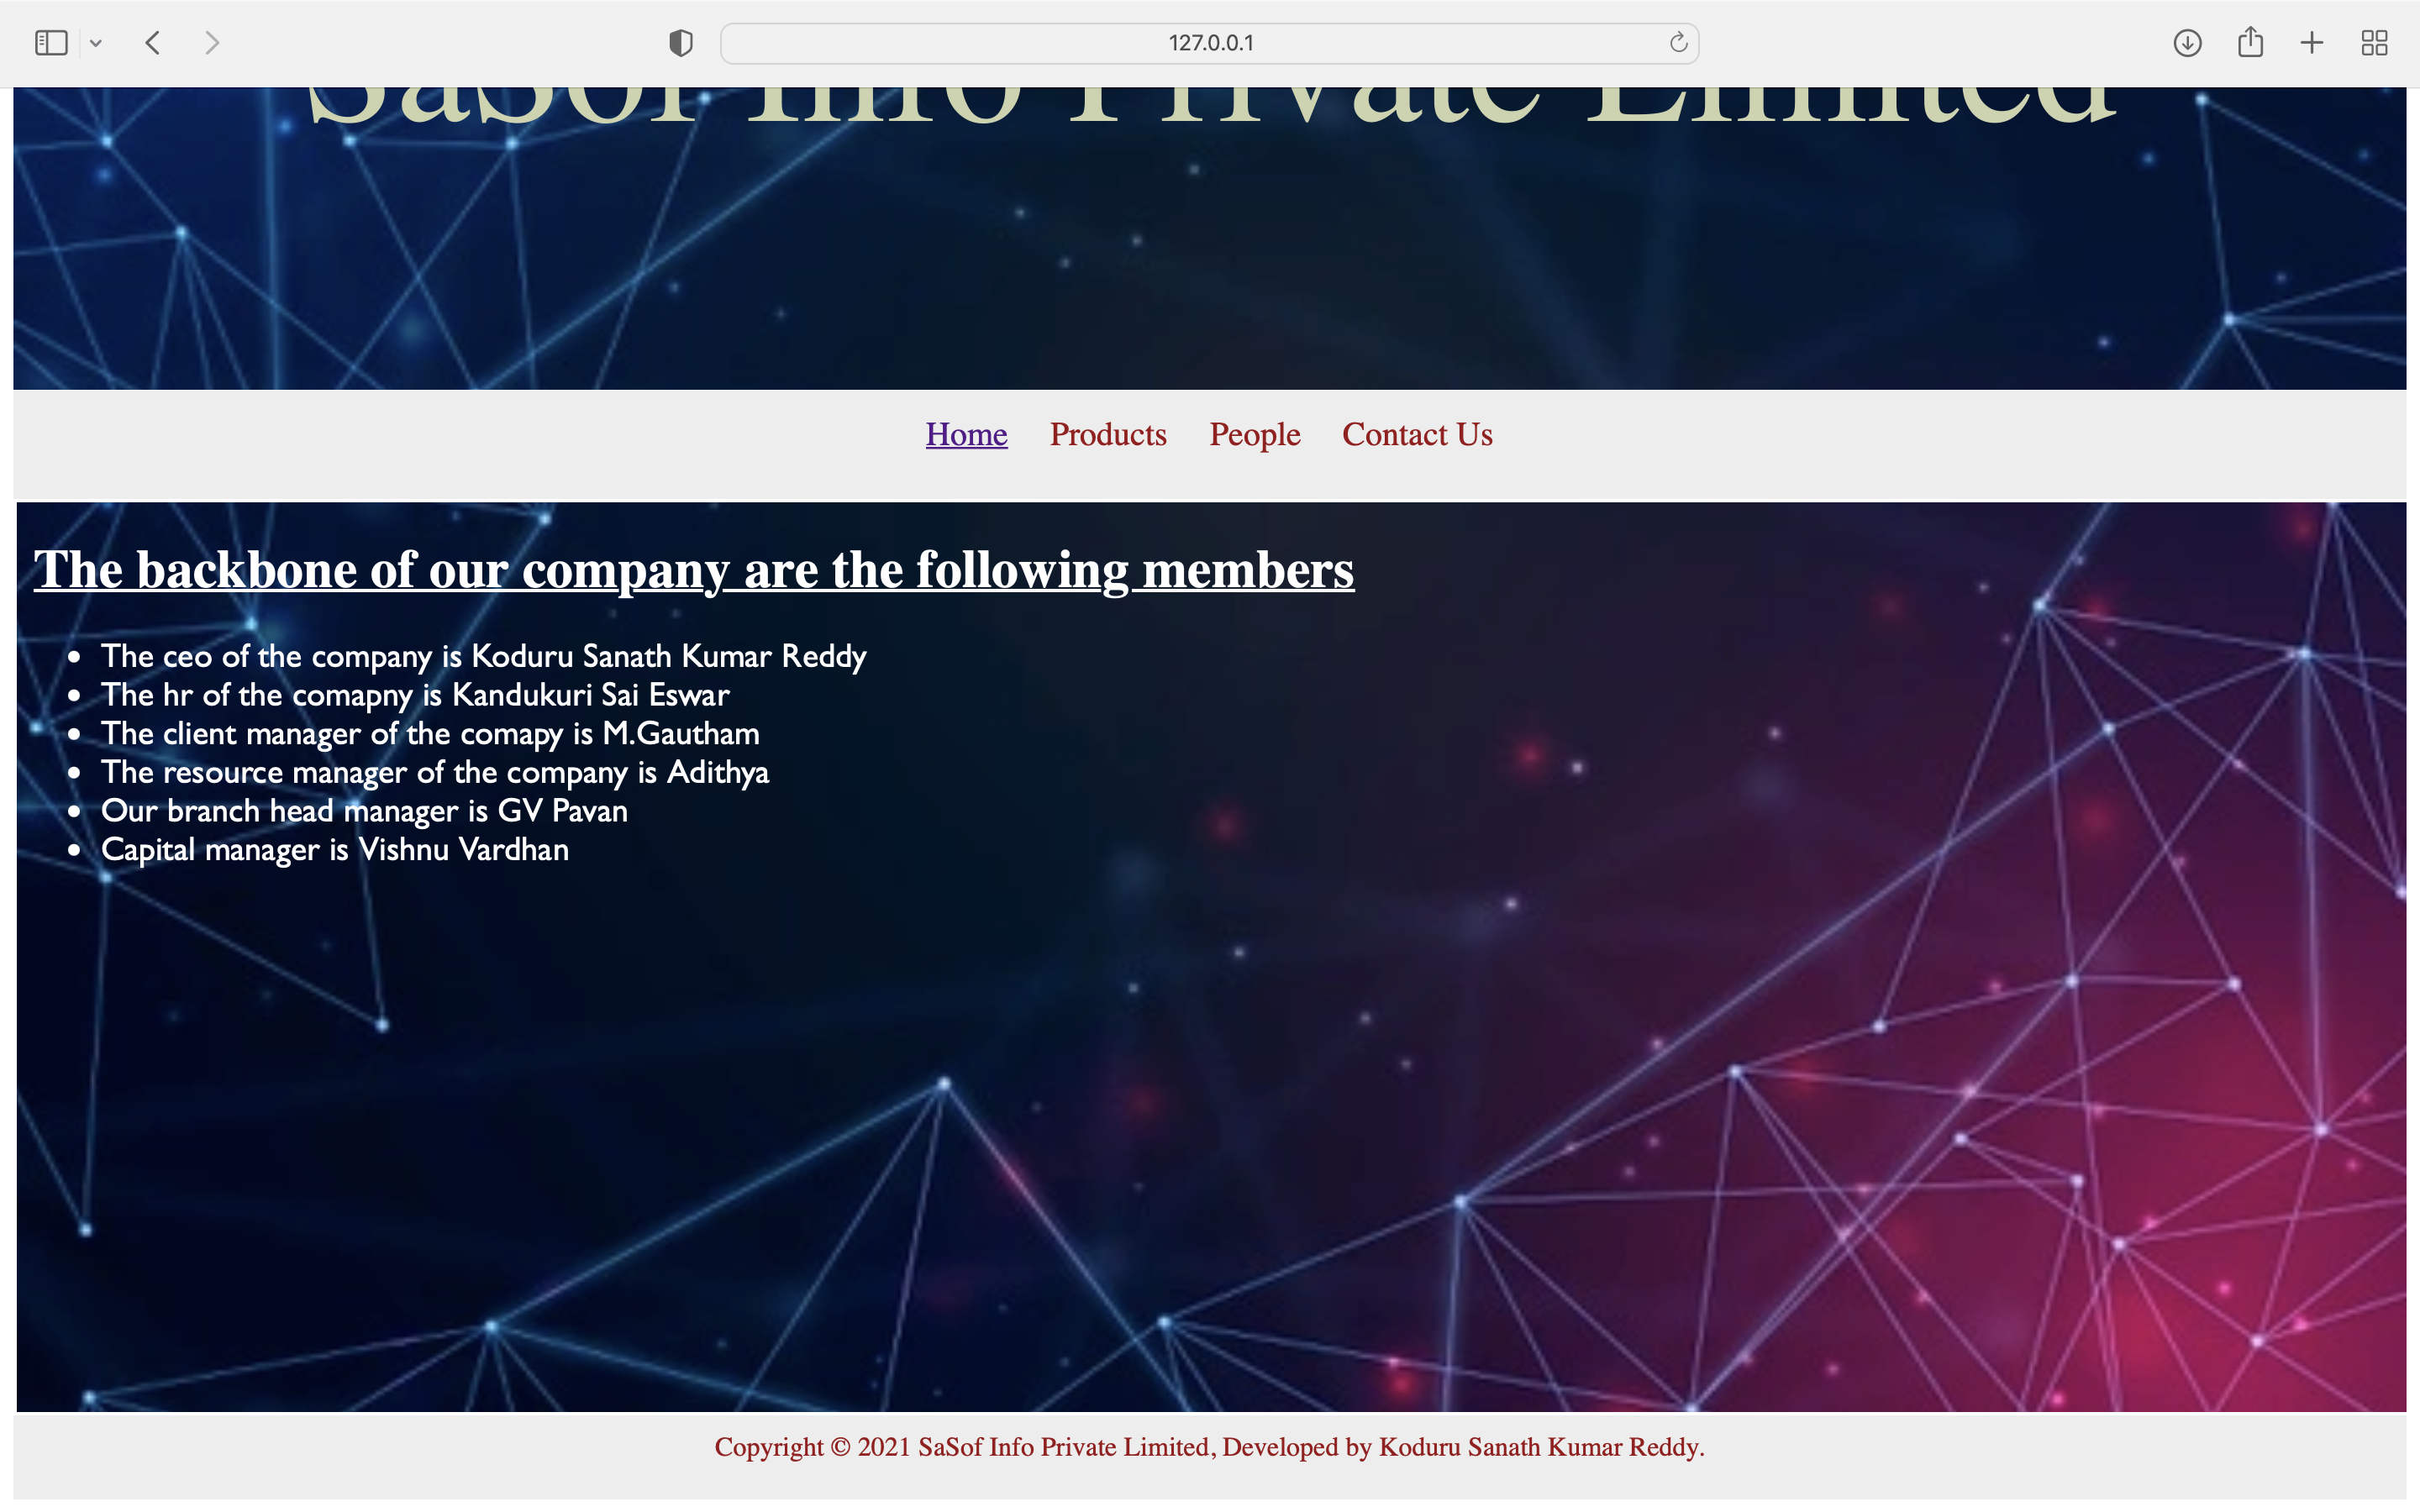 127.0.0.1
SaSof Info Private Limited
Home Products People Contact Us
The backbone of our company are the following members
• The ceo of the company is Koduru Sanath Kumar Reddy
• The hr of the comapny is Kandukuri Sai Eswar
• The client manager of the comapy is M.Gautham
• The resource manager of the company is Adithya
• Our branch head manager is GV Pavan
• Capital manager is Vishnu Vardhan
Copyright © 2021 SaSof Info Private Limited, Developed by Koduru Sanath Kumar Reddy.